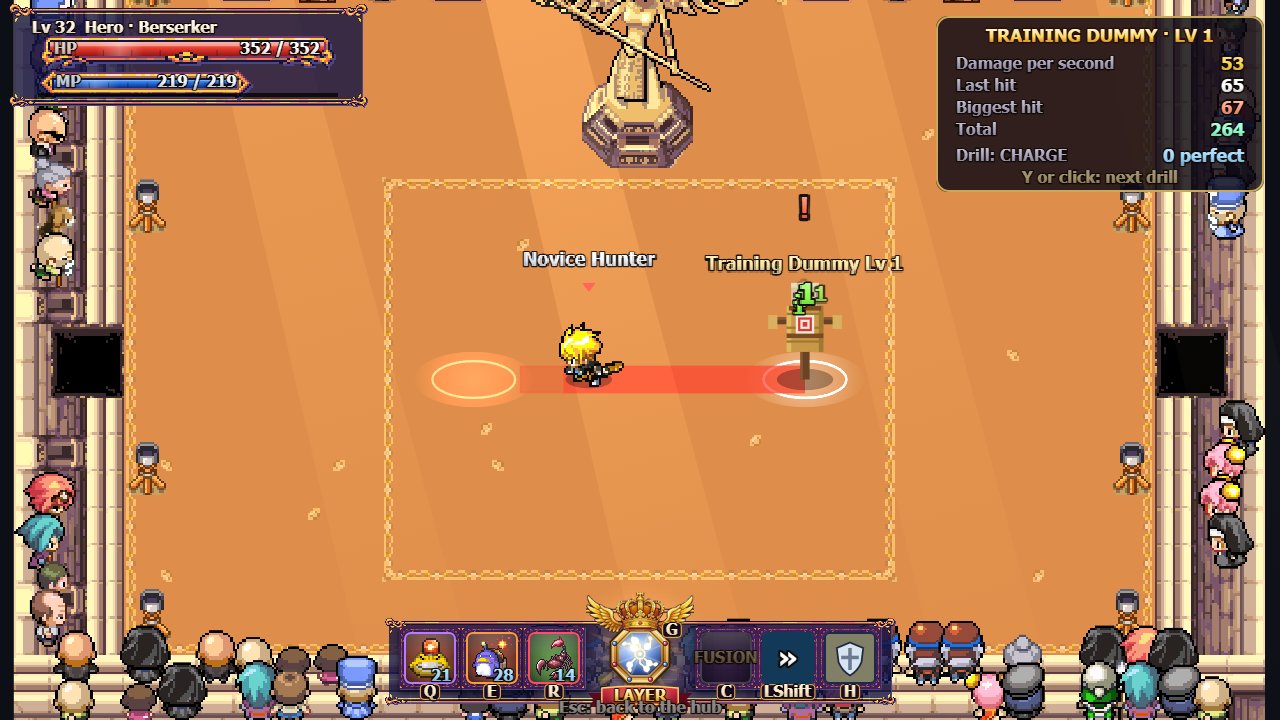 Lv 32 Hero · Berserker
HP 352 / 352
MP 219 / 219
TRAINING DUMMY · LV 1
Damage per second 53
Last hit 65
Biggest hit 67
Total 264
Drill: CHARGE 0 perfect
Y or click: next drill
!
Novice Hunter
Training Dummy Lv 1
21 28 14
G
FUSION
Q E R
LAYER
C LShift H
Esc: back to the hub